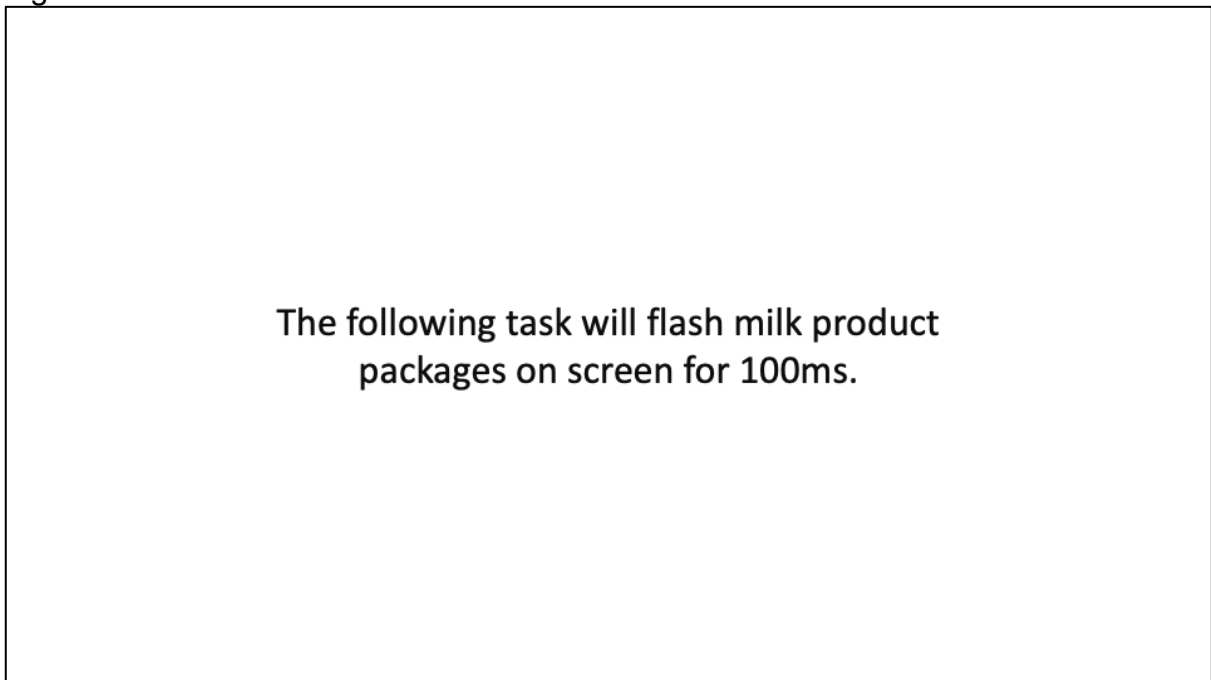 The following task will flash milk product
packages on screen for 100ms.